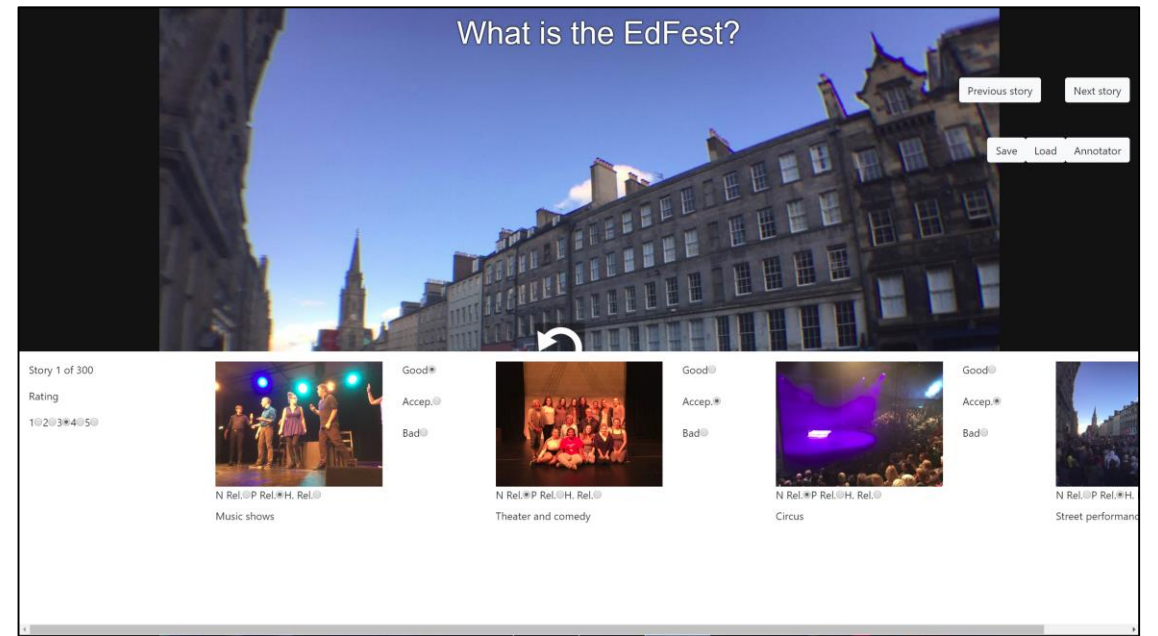 What is the EdFest?
Previous story Next story
Save Load Annotator
Story 1 of 300
Rating
1 2 3 4 5
Good
Accep.
Bad
N Rel. P Rel. H. Rel.
Music shows
Good
Accep.
Bad
N Rel. P Rel. H. Rel.
Theater and comedy
Good
Accep.
Bad
N Rel. P Rel. H. Rel.
Circus
N Rel. P Rel. H.
Street performanc